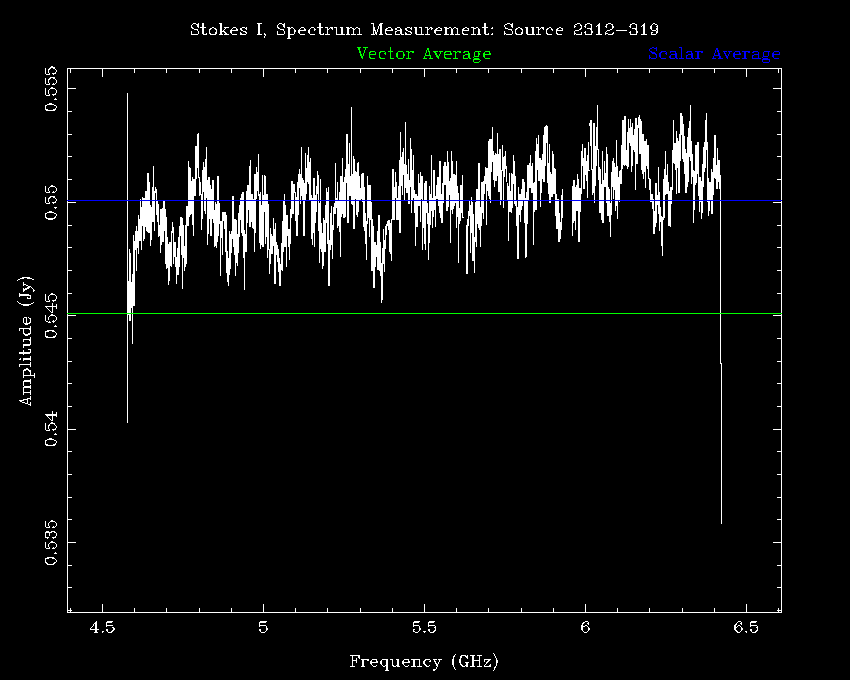 Stokes I, Spectrum Measurement: Source 2312−319
Vector Average Scalar Average
0.555
0.55
0.545
0.54
0.535
Amplitude (Jy)
4.5 5 5.5 6 6.5
Frequency (GHz)